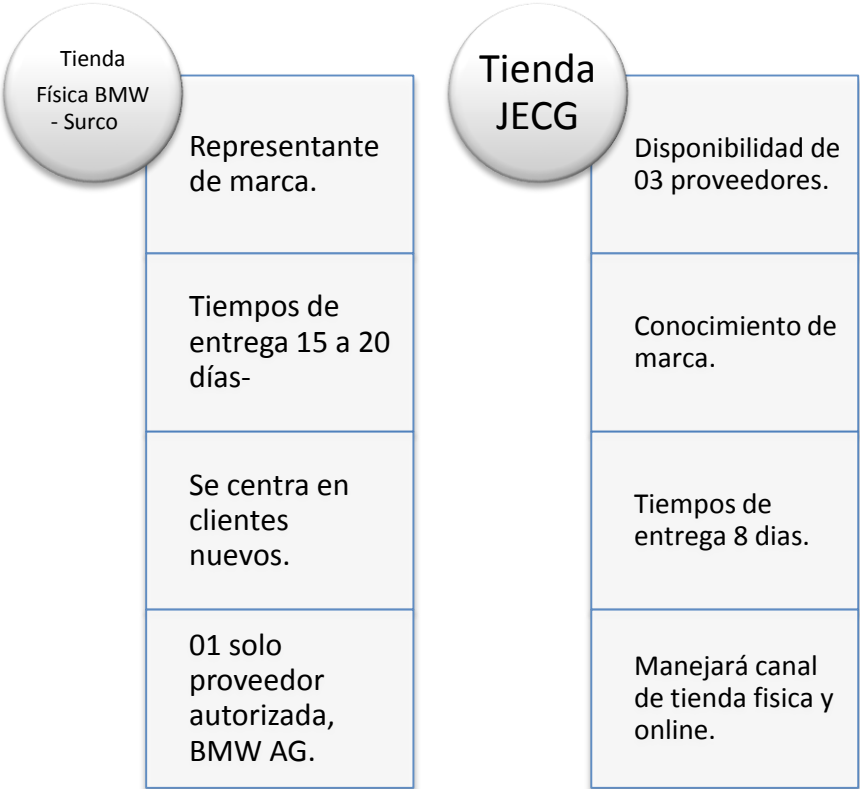 Tienda
Física BMW
- Surco
Representante
de marca.
Tiempos de
entrega 15 a 20
días-
Se centra en
clientes
nuevos.
01 solo
proveedor
autorizada,
BMW AG.
Tienda
JECG
Disponibilidad de
03 proveedores.
Conocimiento de
marca.
Tiempos de
entrega 8 dias.
Manejará canal
de tienda fisica y
online.